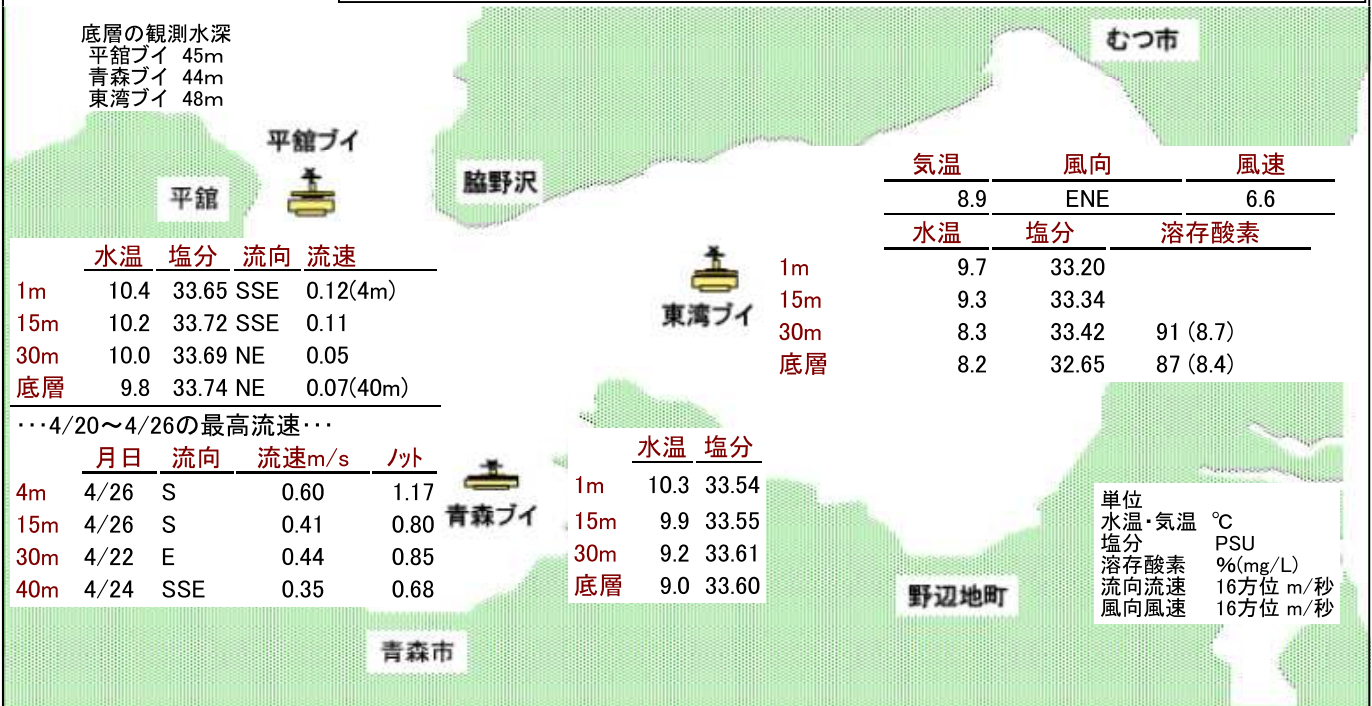 底層の観測水深
平舘ブイ 45m
青森ブイ 44m
東湾ブイ 48m
むつ市
平舘ブイ
平舘
脇野沢
気温 風向 風速
8.9 ENE 6.6
水温 塩分 溶存酸素
1m 9.7 33.20
15m 9.3 33.34
30m 8.3 33.42 91 (8.7)
底層 8.2 32.65 87 (8.4)
東湾ブイ
水温 塩分 流向 流速
1m 10.4 33.65 SSE 0.12(4m)
15m 10.2 33.72 SSE 0.11
30m 10.0 33.69 NE 0.05
底層 9.8 33.74 NE 0.07(40m)
･･･4/20～4/26の最高流速･･･
月日 流向 流速m/s ﾉｯﾄ
4m 4/26 S 0.60 1.17
15m 4/26 S 0.41 0.80
30m 4/22 E 0.44 0.85
40m 4/24 SSE 0.35 0.68
青森ブイ
水温 塩分
1m 10.3 33.54
15m 9.9 33.55
30m 9.2 33.61
底層 9.0 33.60
単位
水温・気温 ℃
塩分 PSU
溶存酸素 %(mg/L)
流向流速 16方位 m/秒
風向風速 16方位 m/秒
野辺地町
青森市